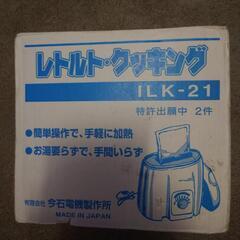 レトルト・クッキング
ILK-21
特許出願中 2件
●簡単操作で、手軽に加熱
●お湯要らずで、手間いらず
有限会社 今石電機製作所
MADE IN JAPAN